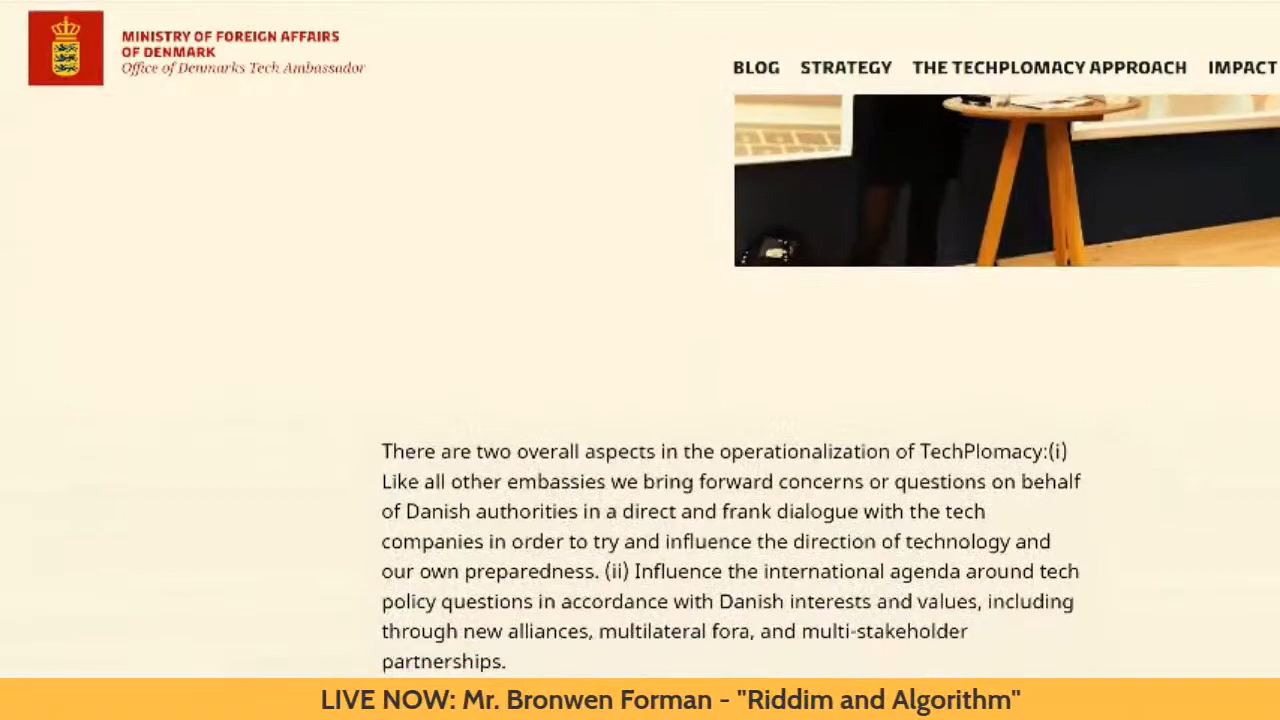 MINISTRY OF FOREIGN AFFAIRS
OF DENMARK
Office of Denmarks Tech Ambassador
BLOG STRATEGY THE TECHPLOMACY APPROACH IMPACT
There are two overall aspects in the operationalization of TechPlomacy:(i)
Like all other embassies we bring forward concerns or questions on behalf
of Danish authorities in a direct and frank dialogue with the tech
companies in order to try and influence the direction of technology and
our own preparedness. (ii) Influence the international agenda around tech
policy questions in accordance with Danish interests and values, including
through new alliances, multilateral fora, and multi-stakeholder
partnerships.
LIVE NOW: Mr. Bronwen Forman - "Riddim and Algorithm"